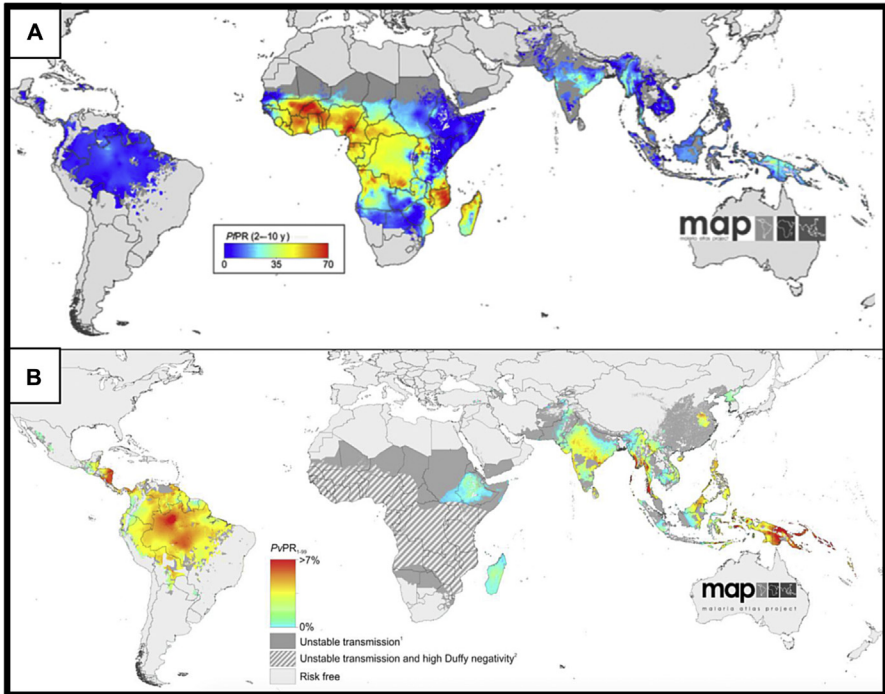 A
PfPR (2–10 y)
0 35 70
map
malaria atlas project
B
PvPR1-99
>7%
0%
Unstable transmission1
Unstable transmission and high Duffy negativity2
Risk free
map
malaria atlas project